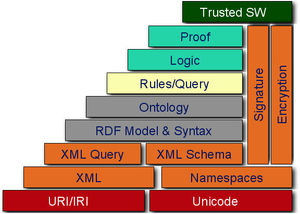 Trusted SW
Proof
Logic
Rules/Query
Ontology
RDF Model & Syntax
XML Query
XML Schema
XML
Namespaces
URI/IRI
Unicode
Signature
Encryption